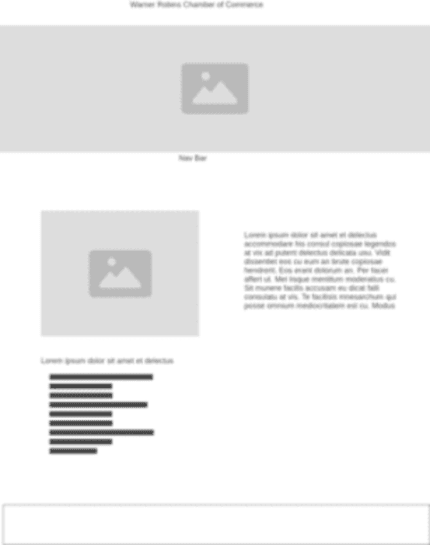 Warner Robins Chamber of Commerce
Nav Bar
Lorem ipsum dolor sit amet et delectus
accommodare his consul copiosae legendos
at vis ad putent delectus delicata usu. Vidit
dissentiet eos cu eum an brute copiosae
hendrerit. Eos erant dolorum an. Per facer
affert ut. Mei iisque mentitum moderatius cu.
Sit munere facilis accusam eu dicat falli
consulatu at vis. Te facilisis mnesarchum qui
posse omnium mediocritatem est cu. Modus
Lorem ipsum dolor sit amet et delectus